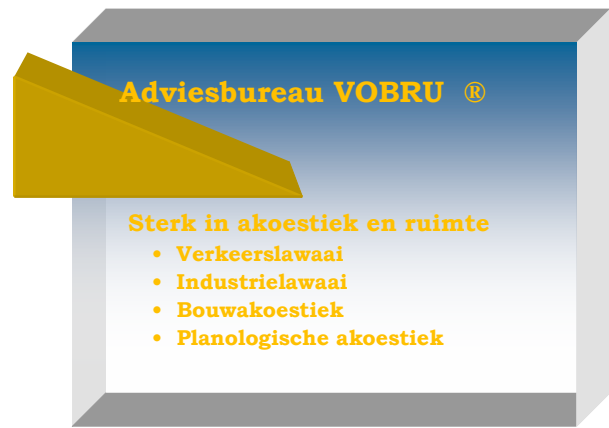 Adviesbureau VOBRU ®
Sterk in akoestiek en ruimte
• Verkeerslawaai
• Industrielawaai
• Bouwakoestiek
• Planologische akoestiek